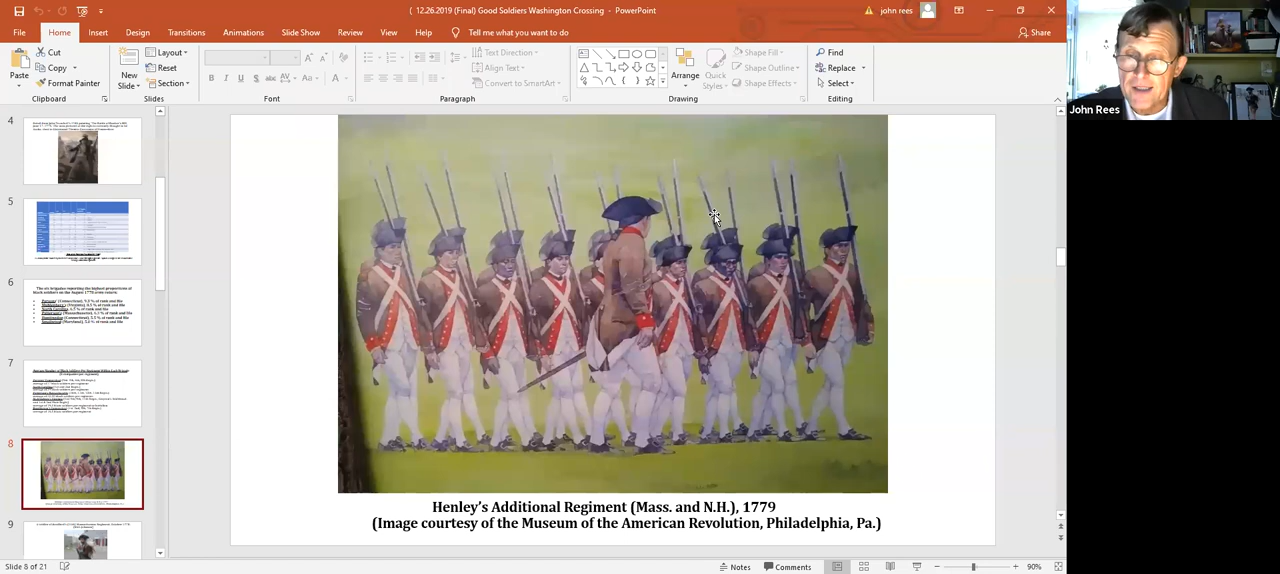 ( 12.26.2019 (Final) Good Soldiers Washington Crossing - PowerPoint
john rees
File Home Insert Draw Design Transitions Animations Slide Show Review View Help Tell me what you want to do Share
Paste
Cut
Copy
Format Painter
Clipboard
New
Slide
Layout
Reset
Section
Slides
Font
Text Direction
Align Text
Convert to SmartArt
Paragraph
Arrange
Quick
Styles
Shape Fill
Shape Outline
Shape Effects
Drawing
Find
Replace
Select
Editing
John Rees
4
5
6
7
8
9
Henley's Additional Regiment (Mass. and N.H.), 1779
(Image courtesy of the Museum of the American Revolution, Philadelphia, Pa.)
Slide 8 of 21
Notes
Comments
90%